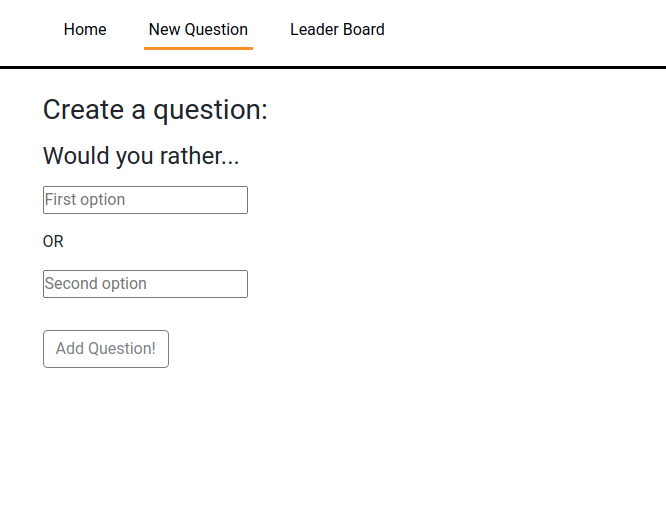 Home New Question Leader Board
Create a question:
Would you rather...
First option
OR
Second option
Add Question!